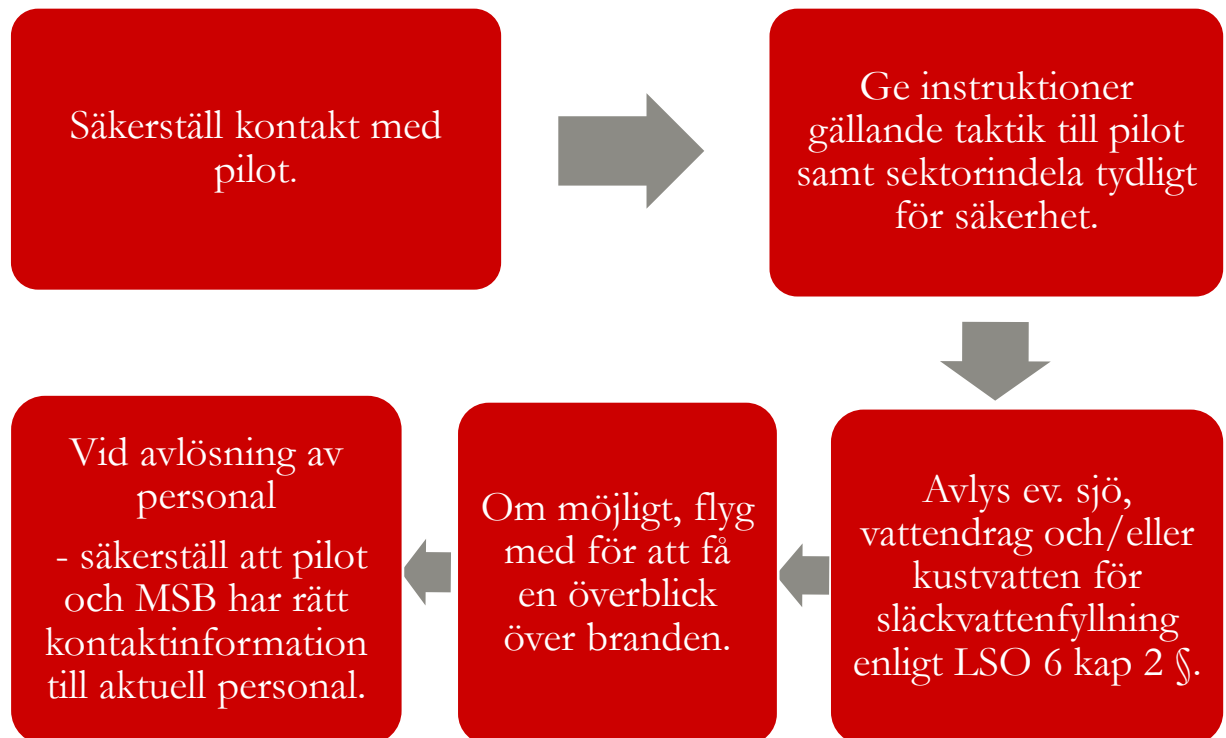 Säkerställ kontakt med
pilot.
Ge instruktioner
gällande taktik till pilot
samt sektorindela tydligt
för säkerhet.
Avlys ev. sjö,
vattendrag och/eller
kustvatten för
släckvattenfyllning
enligt LSO 6 kap 2 §.
Om möjligt, flyg
med för att få
en överblick
över branden.
Vid avlösning av
personal
- säkerställ att pilot
och MSB har rätt
kontaktinformation
till aktuell personal.